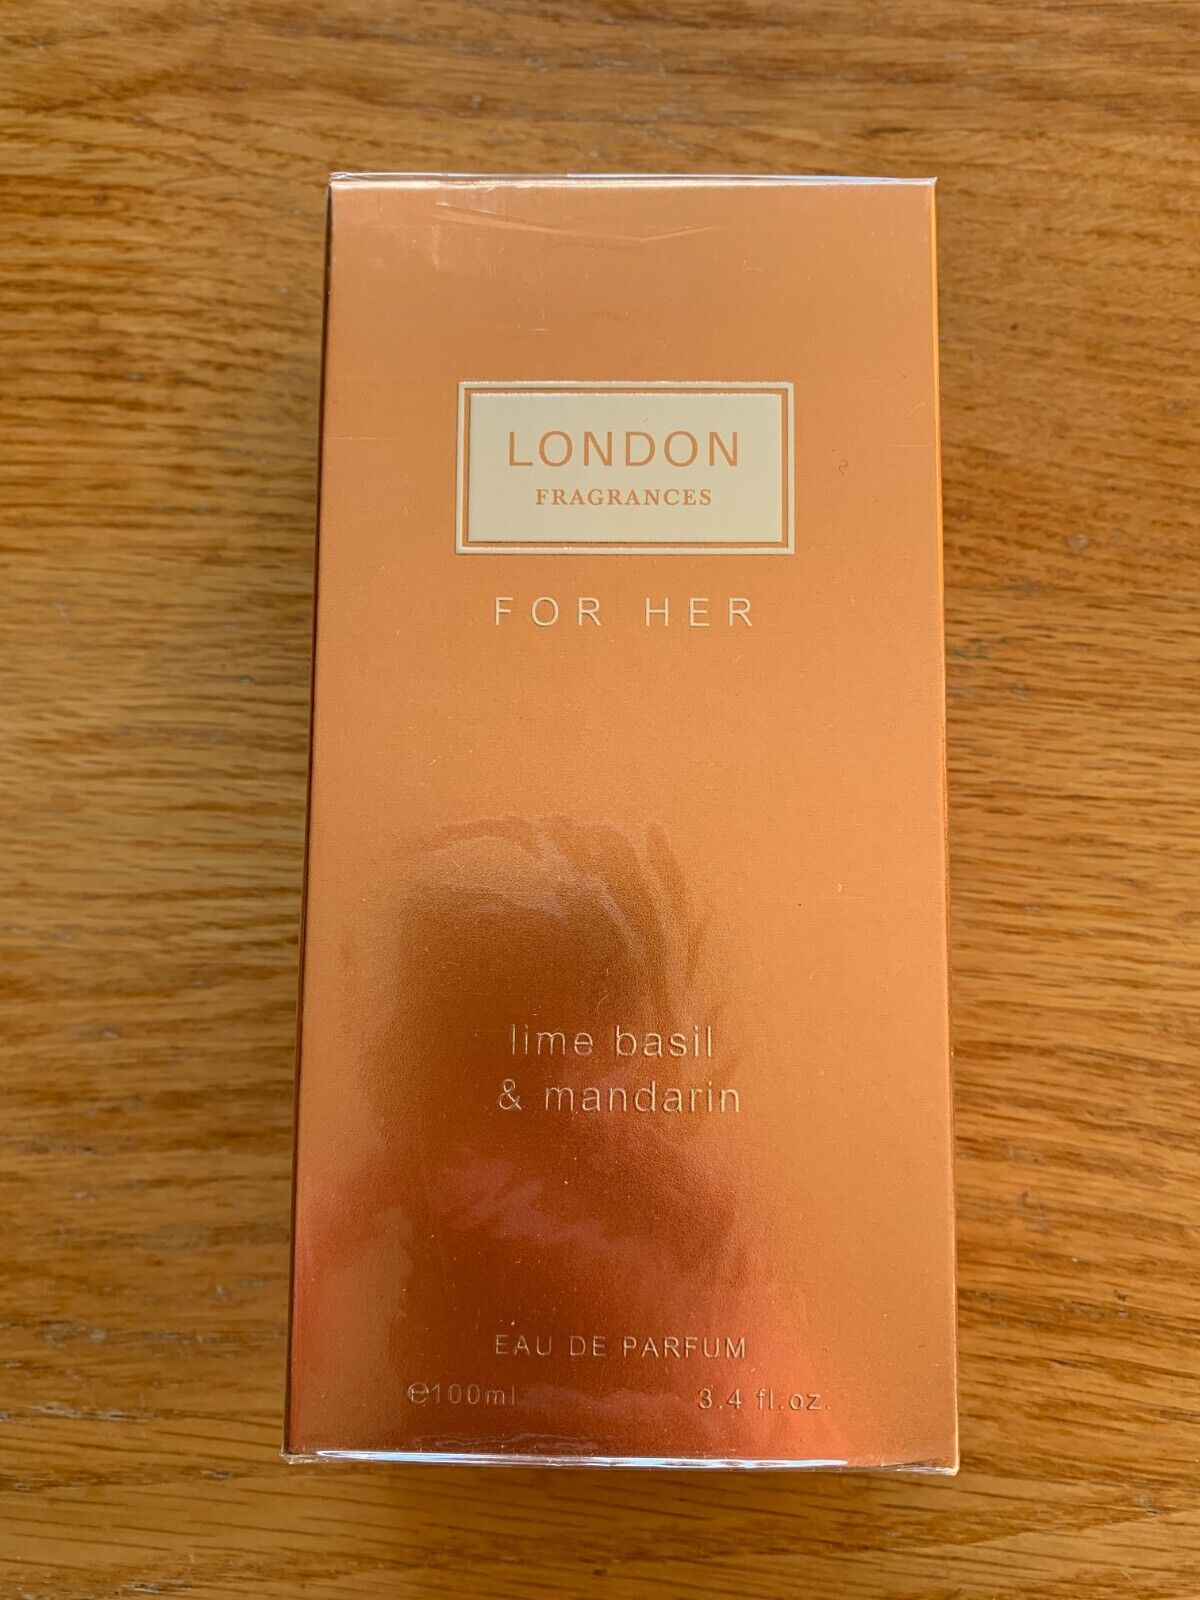 LONDON
FRAGRANCES
FOR HER
lime basil
& mandarin
EAU DE PARFUM
℮100ml 3.4 fl.oz.